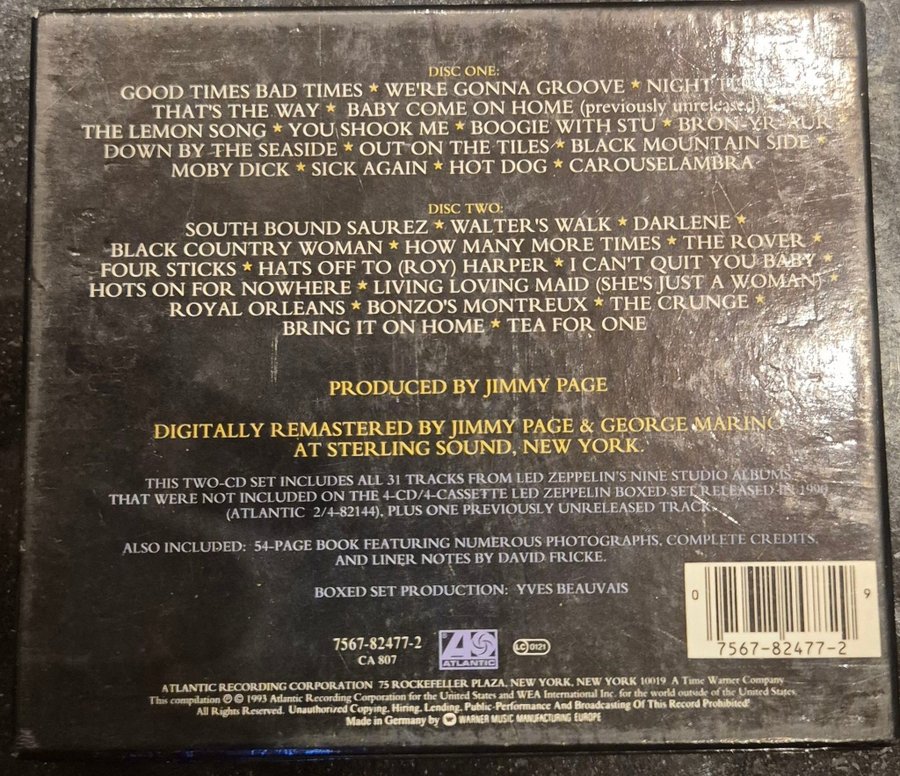 DISC ONE:
GOOD TIMES BAD TIMES ★ WE'RE GONNA GROOVE ★ NIGHT
THAT'S THE WAY ★ BABY COME ON HOME (previously unreleased)
THE LEMON SONG ★ YOU SHOOK ME ★ BOOGIE WITH STU ★ BRON-YR-AUR
DOWN BY THE SEASIDE ★ OUT ON THE TILES ★ BLACK MOUNTAIN SIDE ★
MOBY DICK ★ SICK AGAIN ★ HOT DOG ★ CAROUSELAMBRA
DISC TWO:
SOUTH BOUND SAUREZ ★ WALTER'S WALK ★ DARLENE ★
BLACK COUNTRY WOMAN ★ HOW MANY MORE TIMES ★ THE ROVER ★
FOUR STICKS ★ HATS OFF TO (ROY) HARPER ★ I CAN'T QUIT YOU BABY ★
HOTS ON FOR NOWHERE ★ LIVING LOVING MAID (SHE'S JUST A WOMAN) ★
ROYAL ORLEANS ★ BONZO'S MONTREUX ★ THE CRUNGE ★
BRING IT ON HOME ★ TEA FOR ONE
PRODUCED BY JIMMY PAGE
DIGITALLY REMASTERED BY JIMMY PAGE & GEORGE MARINO
AT STERLING SOUND, NEW YORK.
THIS TWO-CD SET INCLUDES ALL 31 TRACKS FROM LED ZEPPELIN'S NINE STUDIO ALBUMS
THAT WERE NOT INCLUDED ON THE 4-CD/4-CASSETTE LED ZEPPELIN BOXED SET RELEASED IN 1990
(ATLANTIC 2/4-82144), PLUS ONE PREVIOUSLY UNRELEASED TRACK.
ALSO INCLUDED: 54-PAGE BOOK FEATURING NUMEROUS PHOTOGRAPHS, COMPLETE CREDITS,
AND LINER NOTES BY DAVID FRICKE.
BOXED SET PRODUCTION: YVES BEAUVAIS
0 9
7567-82477-2
7567-82477-2
CA 807
ATLANTIC
LC 0121
ATLANTIC RECORDING CORPORATION 75 ROCKEFELLER PLAZA, NEW YORK, NEW YORK 10019 A Time Warner Company
This compilation ℗ © 1993 Atlantic Recording Corporation for the United States and WEA International Inc. for the world outside of the United States.
All Rights Reserved. Unauthorized Copying, Hiring, Lending, Public-Performance And Broadcasting Of This Record Prohibited!
Made in Germany by WARNER MUSIC MANUFACTURING EUROPE